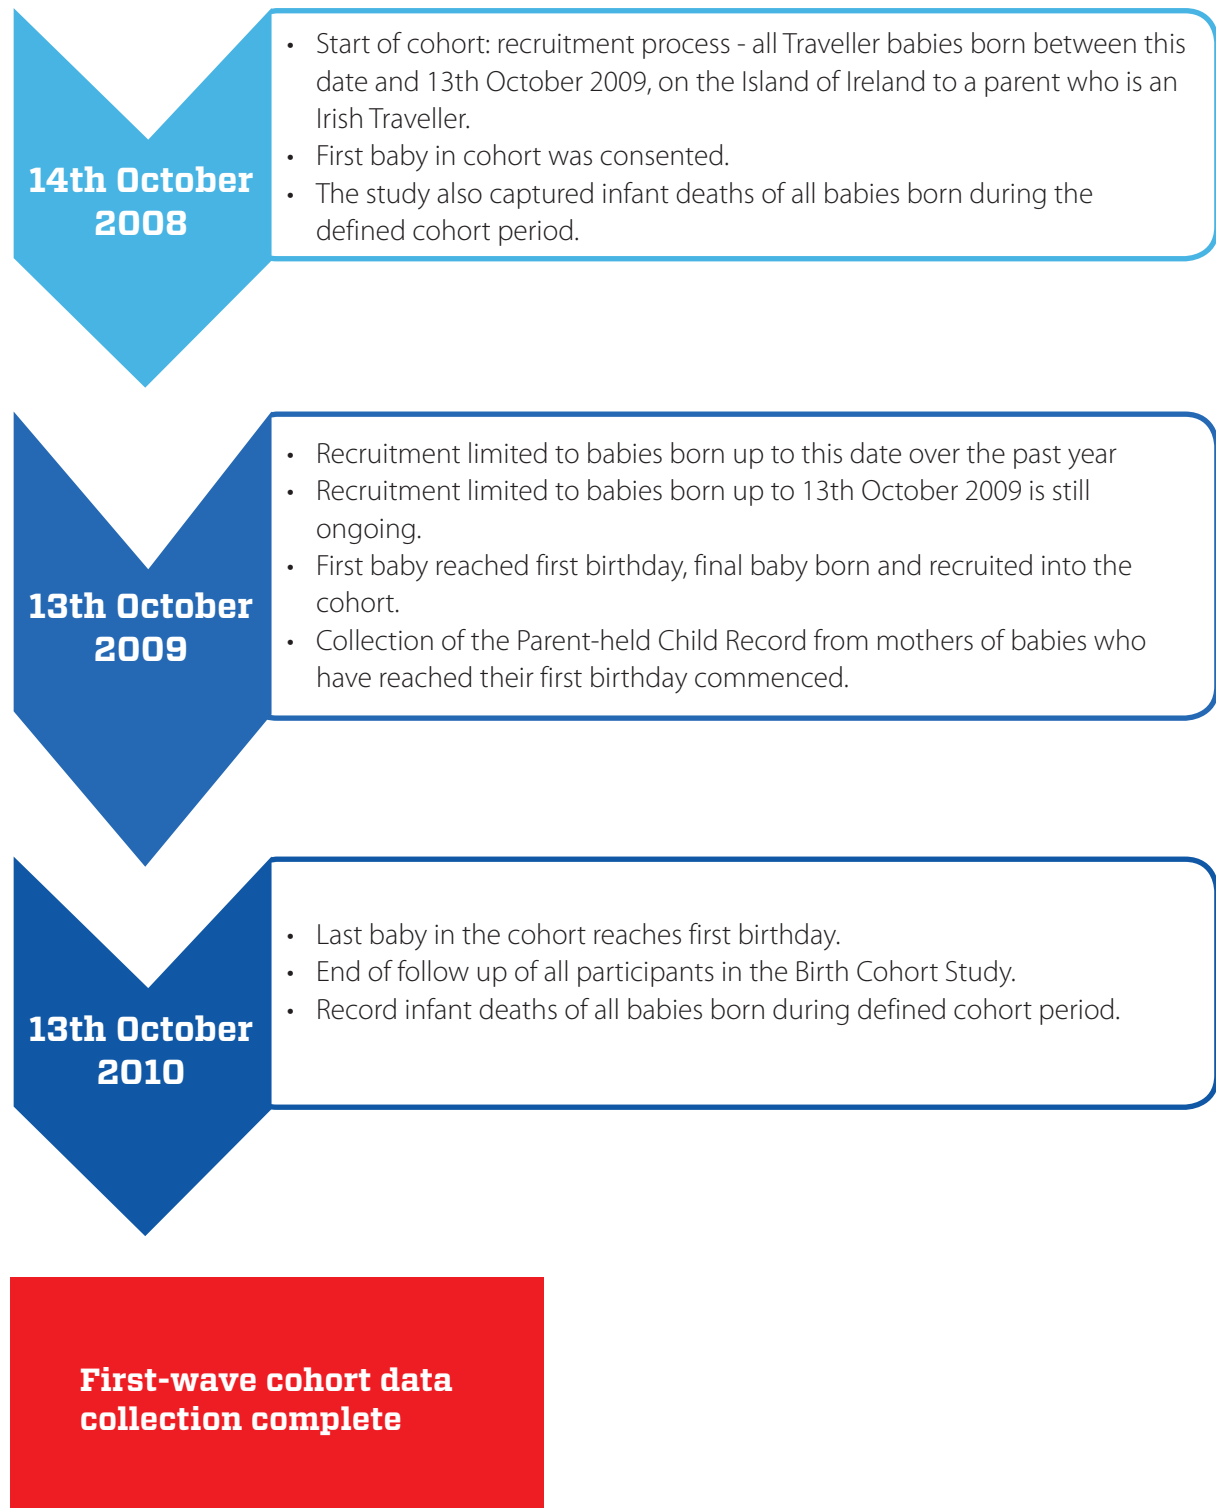 14th October
2008
• Start of cohort: recruitment process - all Traveller babies born between this
date and 13th October 2009, on the Island of Ireland to a parent who is an
Irish Traveller.
• First baby in cohort was consented.
• The study also captured infant deaths of all babies born during the
defined cohort period.
13th October
2009
• Recruitment limited to babies born up to this date over the past year
• Recruitment limited to babies born up to 13th October 2009 is still
ongoing.
• First baby reached first birthday, final baby born and recruited into the
cohort.
• Collection of the Parent-held Child Record from mothers of babies who
have reached their first birthday commenced.
13th October
2010
• Last baby in the cohort reaches first birthday.
• End of follow up of all participants in the Birth Cohort Study.
• Record infant deaths of all babies born during defined cohort period.
First-wave cohort data
collection complete